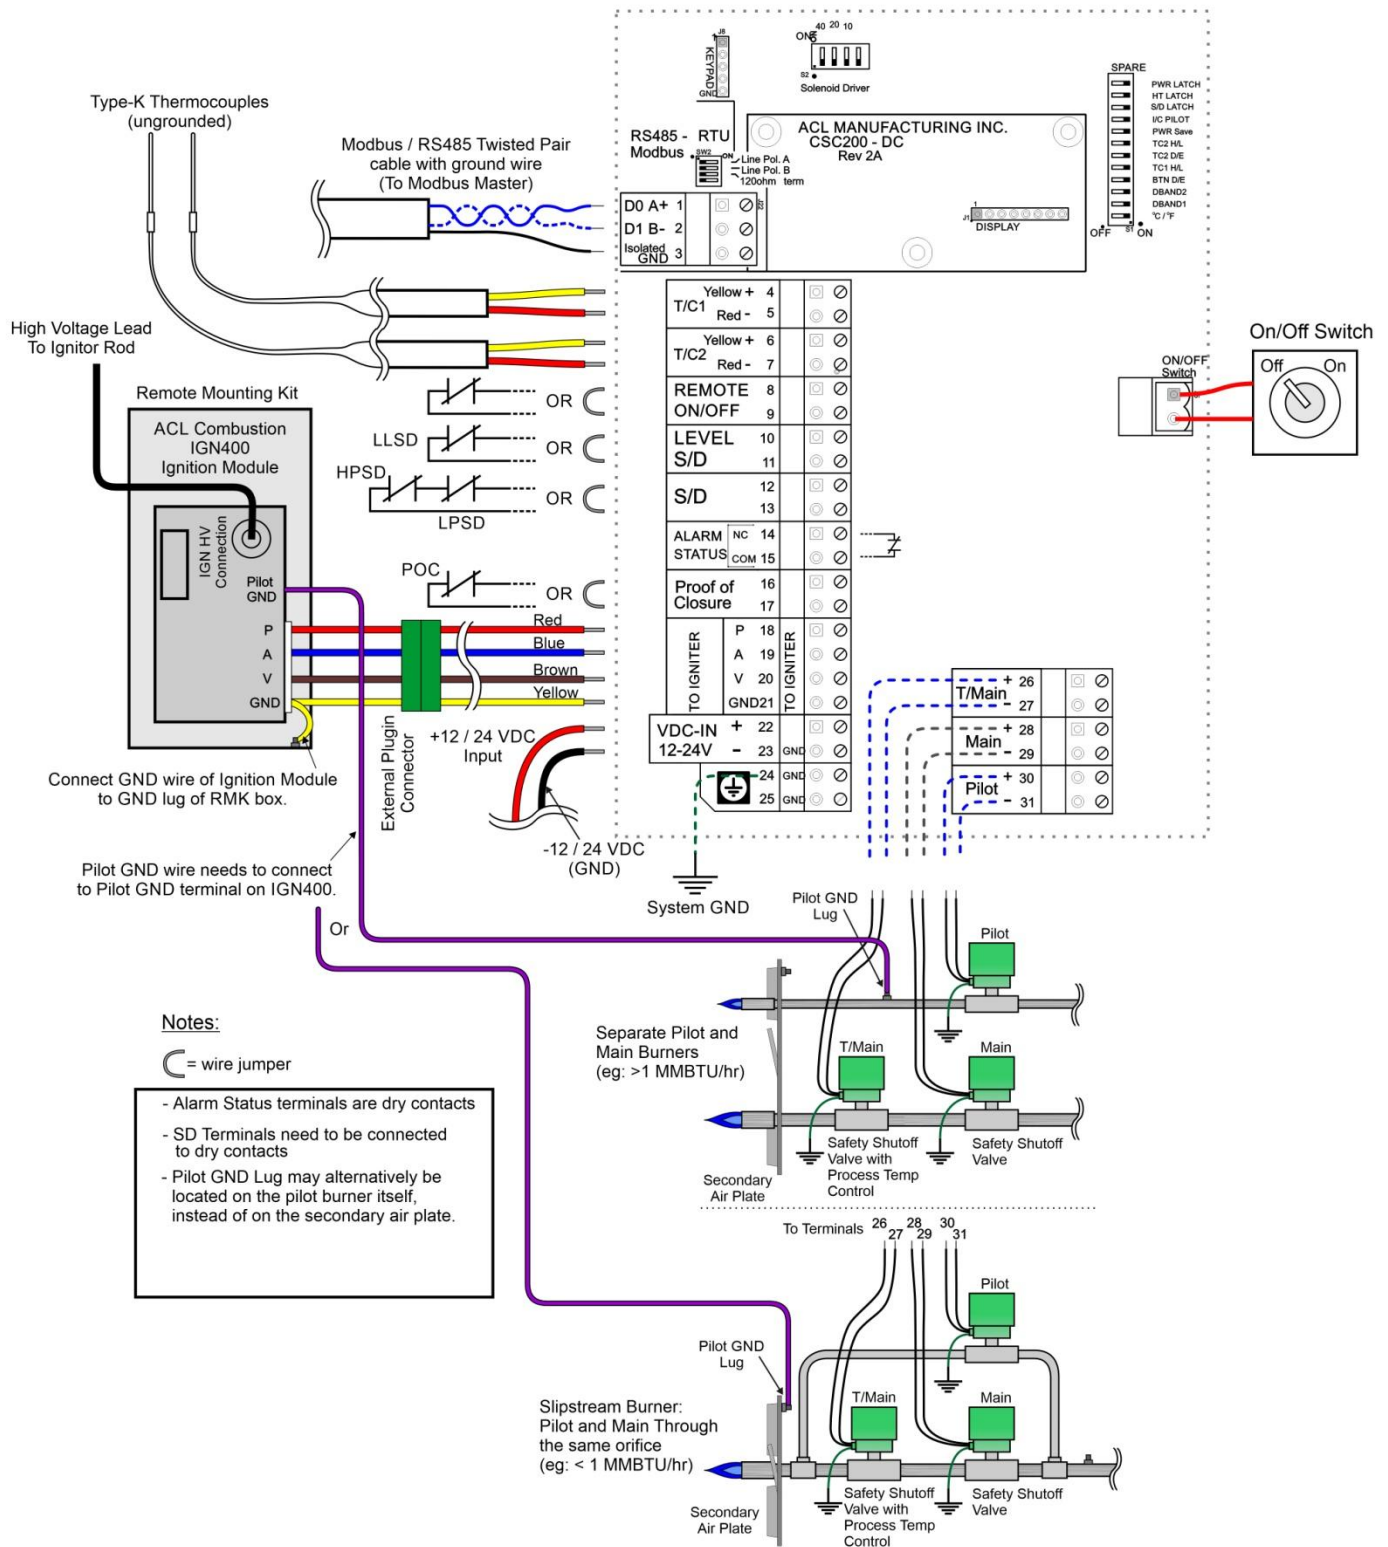 40 20 10
ON
S2
Solenoid Driver
J8
KEYPAD
GND
SPARE
PWR LATCH
HT LATCH
S/D LATCH
I/C PILOT
PWR Save
TC2 H/L
TC2 D/E
TC1 H/L
BTN D/E
DBAND2
DBAND1
°C / °F
OFF
S1
ON
Type-K Thermocouples
(ungrounded)
Modbus / RS485 Twisted Pair
cable with ground wire
(To Modbus Master)
RS485 - RTU
Modbus
SW2
ON
Line Pol. A
Line Pol. B
120ohm term
ACL MANUFACTURING INC.
CSC200 - DC
Rev 2A
J1
1
DISPLAY
D0 A+ 1
D1 B- 2
Isolated
GND 3
T/C1
Yellow + 4
Red - 5
T/C2
Yellow + 6
Red - 7
REMOTE
ON/OFF
8
9
LEVEL
S/D
10
11
S/D
12
13
ALARM
STATUS
NC 14
COM 15
Proof of
Closure
16
17
TO IGNITER
P 18
A 19
V 20
GND21
TO IGNITER
VDC-IN
12-24V
+ 22
- 23 GND
24 GND
25 GND
High Voltage Lead
To Ignitor Rod
Remote Mounting Kit
ACL Combustion
IGN400
Ignition Module
IGN HV
Connection
Pilot
GND
P
A
V
GND
OR
LLSD
OR
HPSD
LPSD
OR
POC
OR
Red
Blue
Brown
Yellow
External Plugin
Connector
+12 / 24 VDC
Input
-12 / 24 VDC
(GND)
System GND
On/Off Switch
ON/OFF
Switch
Off
On
T/Main
+ 26
- 27
Main
+ 28
- 29
Pilot
+ 30
- 31
Connect GND wire of Ignition Module
to GND lug of RMK box.
Pilot GND wire needs to connect
to Pilot GND terminal on IGN400.
Or
Pilot GND
Lug
Pilot
Separate Pilot and
Main Burners
(eg: >1 MMBTU/hr)
T/Main
Main
Safety Shutoff
Valve with
Process Temp
Control
Safety Shutoff
Valve
Secondary
Air Plate
Notes:
= wire jumper
- Alarm Status terminals are dry contacts
- SD Terminals need to be connected
to dry contacts
- Pilot GND Lug may alternatively be
located on the pilot burner itself,
instead of on the secondary air plate.
To Terminals 26 27 28 29 30 31
Pilot
Pilot GND
Lug
Slipstream Burner:
Pilot and Main Through
the same orifice
(eg: < 1 MMBTU/hr)
T/Main
Main
Safety Shutoff
Valve with
Process Temp
Control
Safety Shutoff
Valve
Secondary
Air Plate